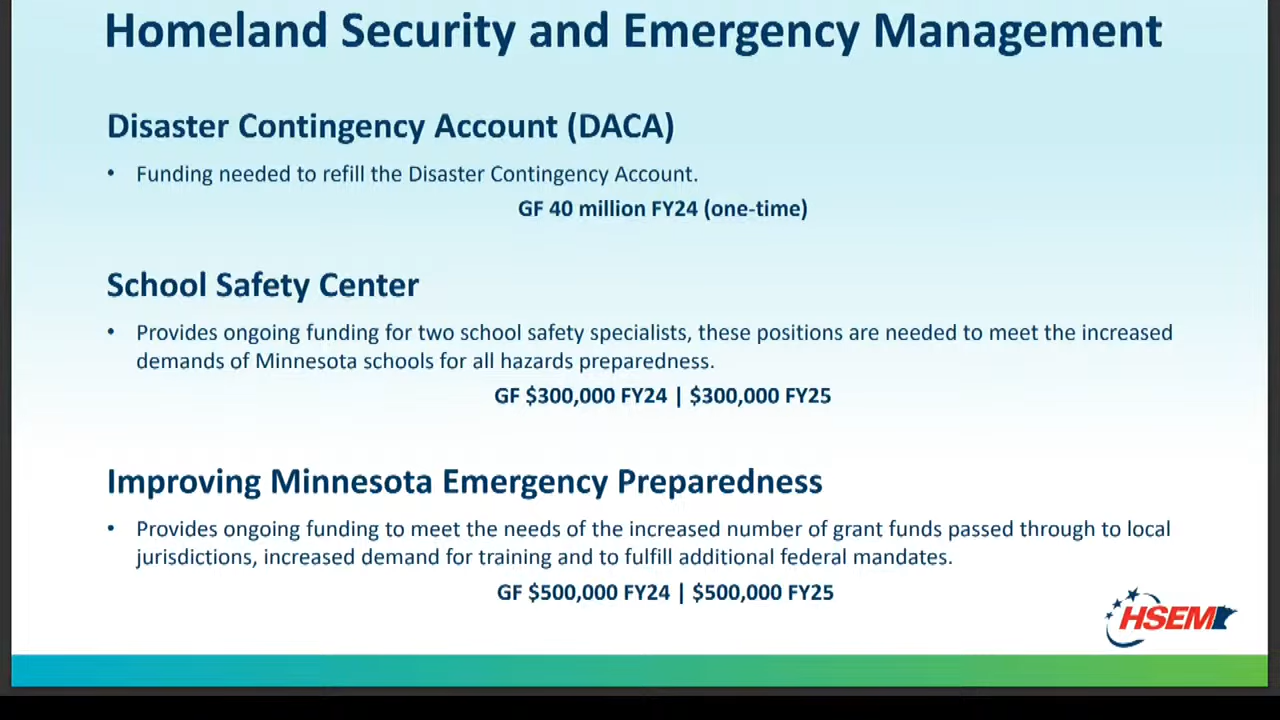 Homeland Security and Emergency Management
Disaster Contingency Account (DACA)
• Funding needed to refill the Disaster Contingency Account.
GF 40 million FY24 (one-time)
School Safety Center
• Provides ongoing funding for two school safety specialists, these positions are needed to meet the increased
demands of Minnesota schools for all hazards preparedness.
GF $300,000 FY24 | $300,000 FY25
Improving Minnesota Emergency Preparedness
• Provides ongoing funding to meet the needs of the increased number of grant funds passed through to local
jurisdictions, increased demand for training and to fulfill additional federal mandates.
GF $500,000 FY24 | $500,000 FY25
HSEM